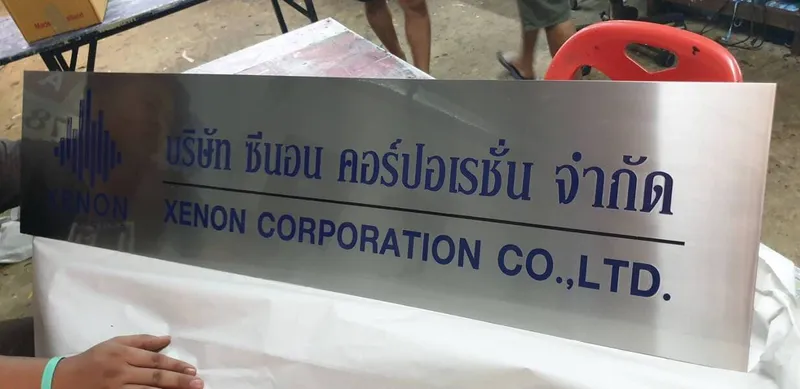 บริษัท ซีนอน คอร์ปอเรชั่น จำกัด
XENON CORPORATION CO.,LTD.
XENON